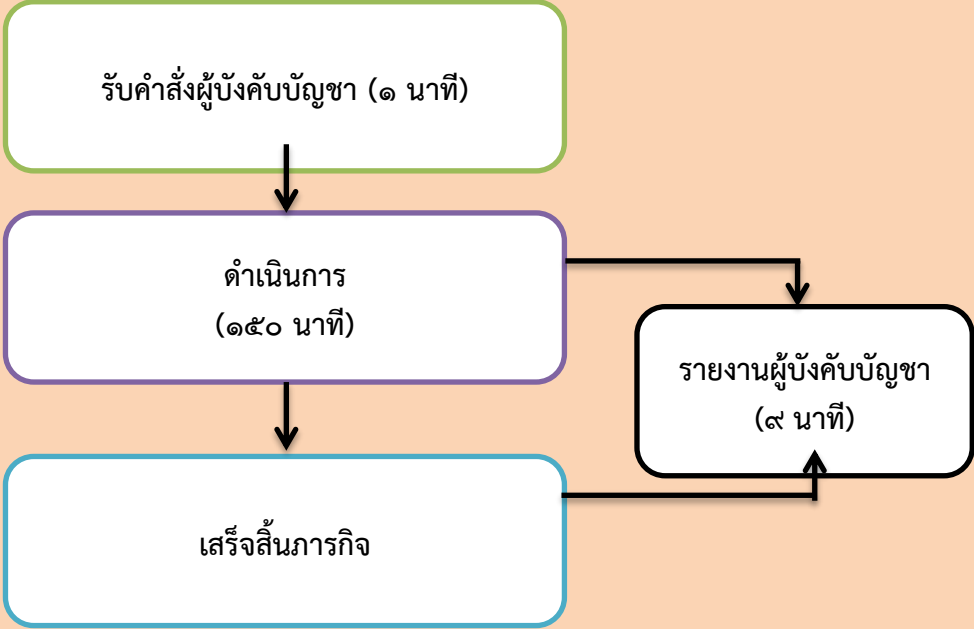 รับคำสั่งผู้บังคับบัญชา (๑ นาที)
ดำเนินการ
(๑๕๐ นาที)
รายงานผู้บังคับบัญชา
(๙ นาที)
เสร็จสิ้นภารกิจ